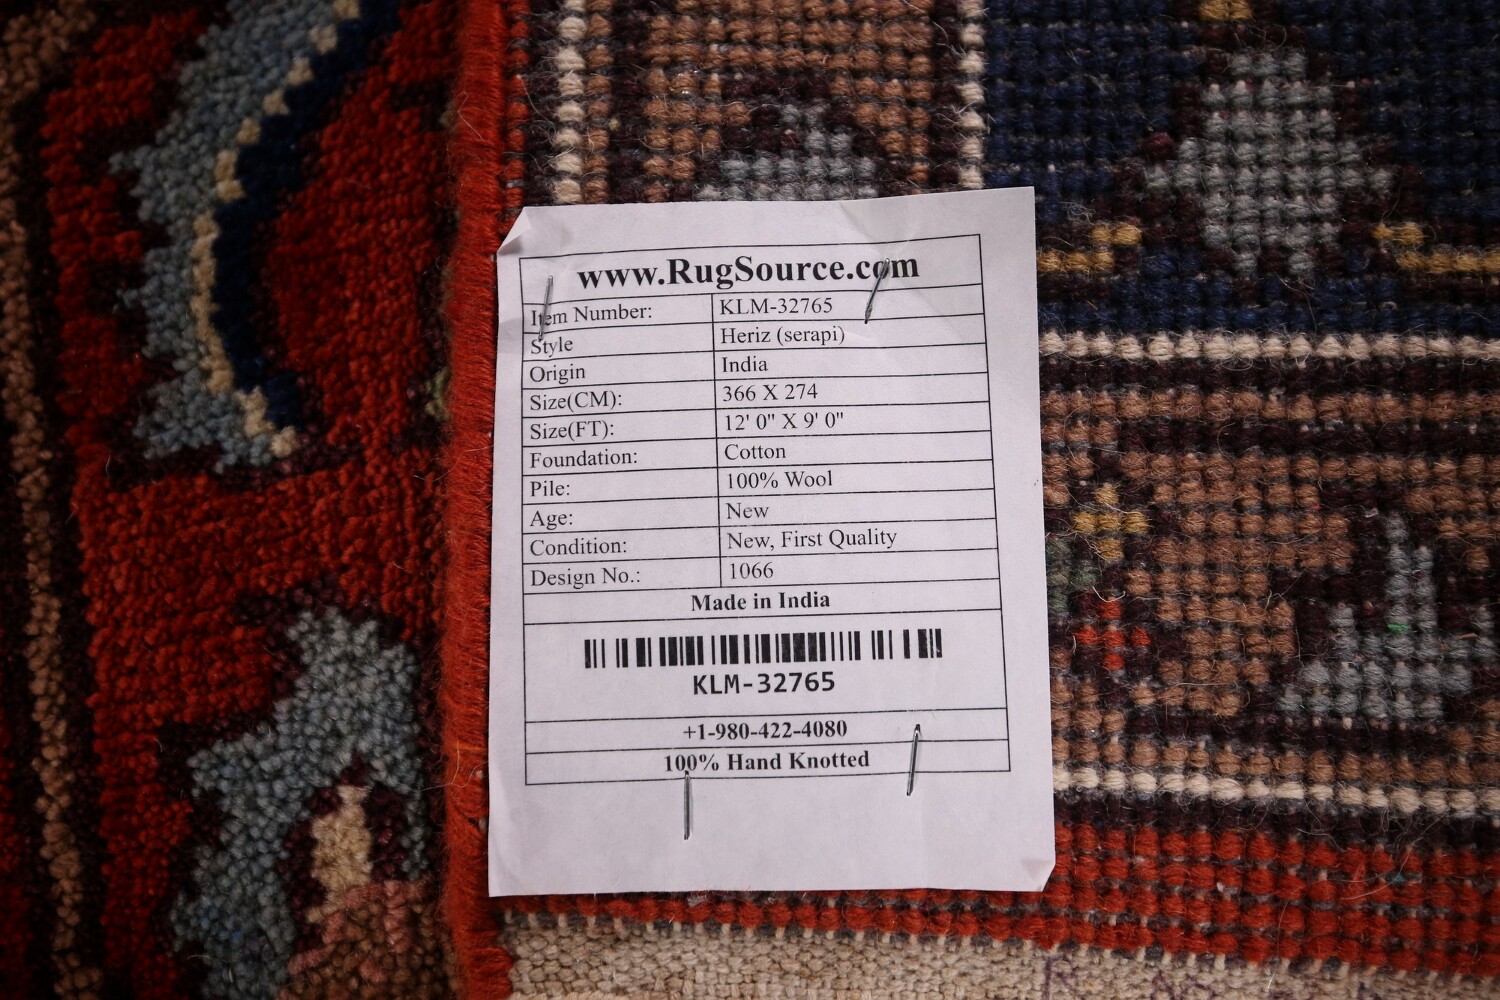 www.RugSource.com
Item Number: KLM-32765
Style Heriz (serapi)
Origin India
Size(CM): 366 X 274
Size(FT): 12' 0" X 9' 0"
Foundation: Cotton
Pile: 100% Wool
Age: New
Condition: New, First Quality
Design No.: 1066
Made in India
KLM-32765
+1-980-422-4080
100% Hand Knotted